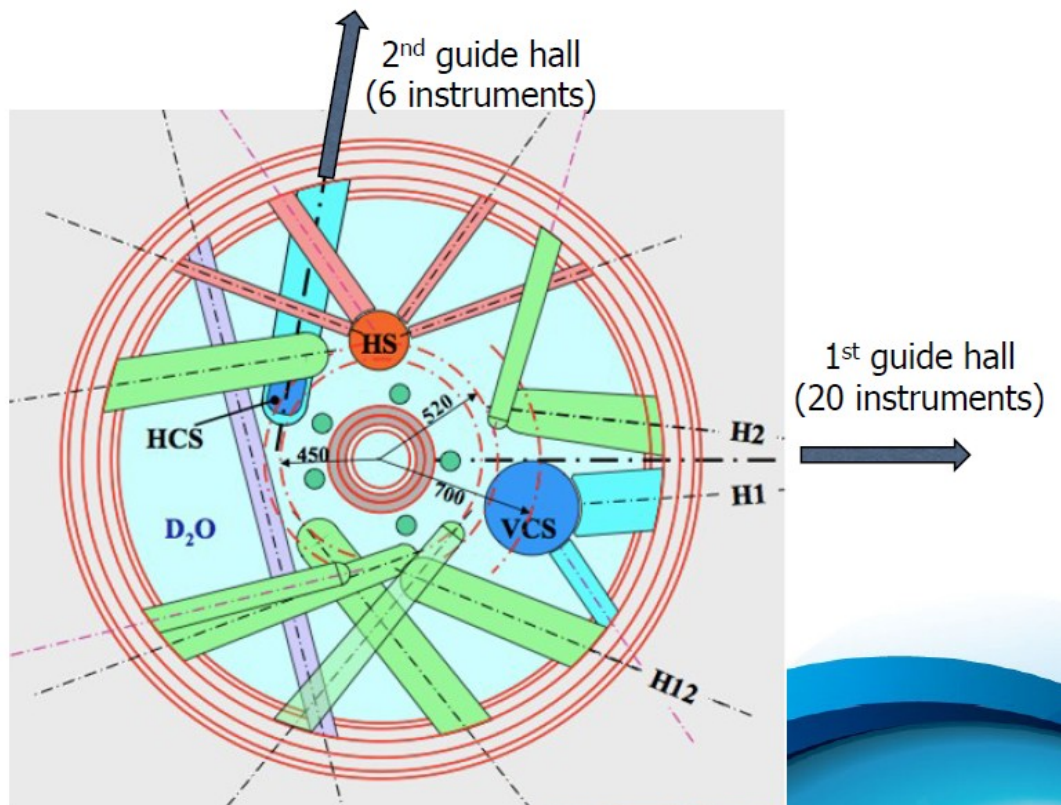 2nd guide hall
(6 instruments)
HS
1st guide hall
(20 instruments)
520
H2
HCS
450
H1
700
VCS
D2O
H12